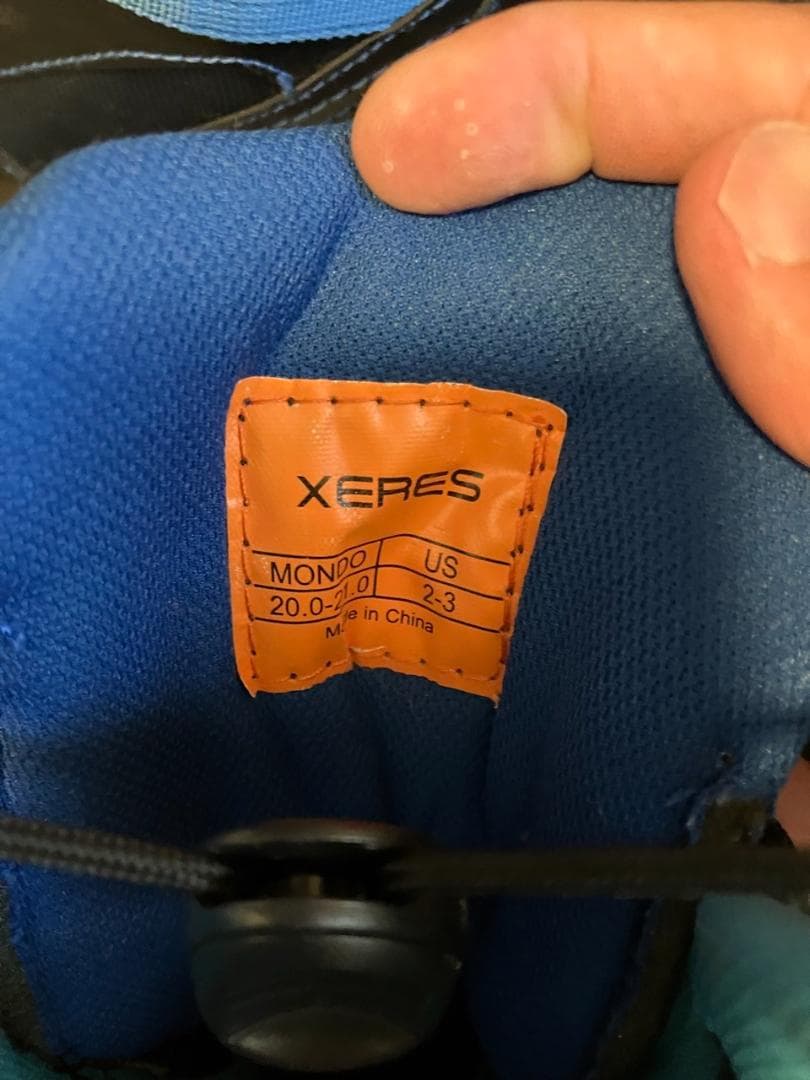 XERES
MONDO US
20.0-21.0 2-3
Made in China